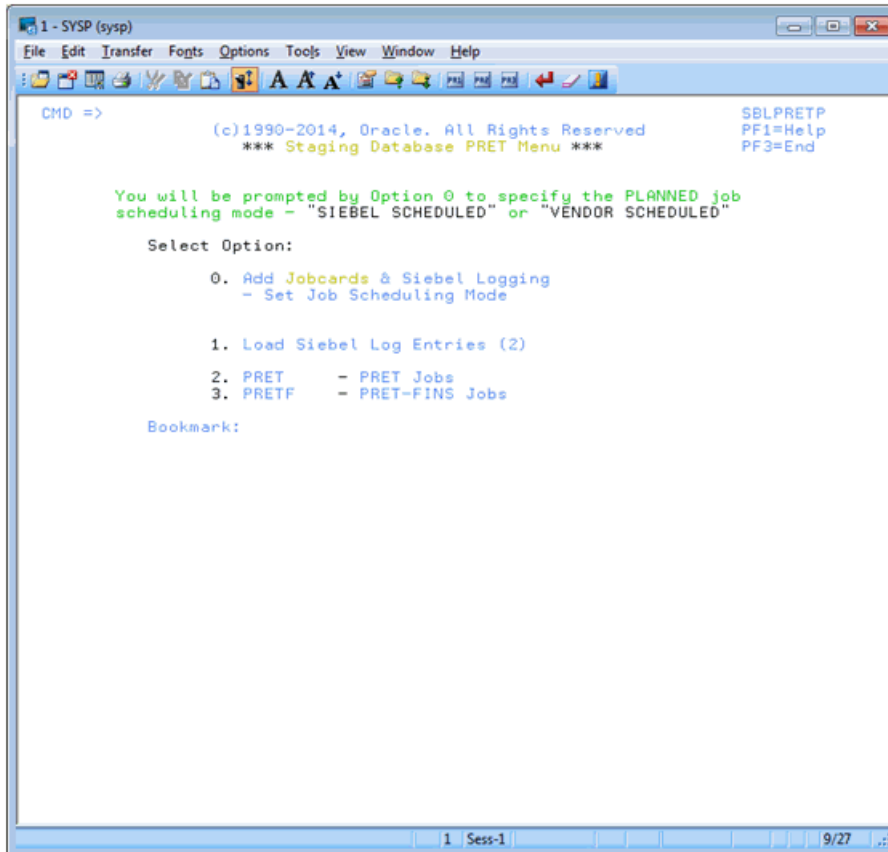 1 - SYSP (sysp)
File Edit Transfer Fonts Options Tools View Window Help
PR1 PR2 PR3
CMD => SBLPRETP
(c)1990-2014, Oracle. All Rights Reserved PF1=Help
*** Staging Database PRET Menu *** PF3=End
You will be prompted by Option 0 to specify the PLANNED job
scheduling mode - "SIEBEL SCHEDULED" or "VENDOR SCHEDULED"
Select Option:
0. Add Jobcards & Siebel Logging
- Set Job Scheduling Mode
1. Load Siebel Log Entries (2)
2. PRET - PRET Jobs
3. PRETF - PRET-FINS Jobs
Bookmark:
1 Sess-1 9/27